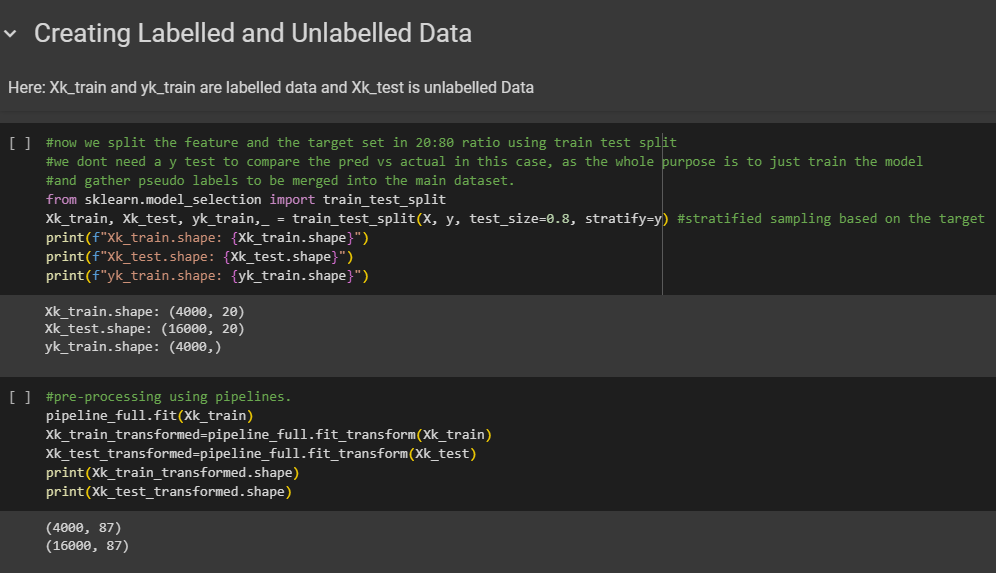 Creating Labelled and Unlabelled Data
Here: Xk_train and yk_train are labelled data and Xk_test is unlabelled Data
[ ] #now we split the feature and the target set in 20:80 ratio using train test split
#we dont need a y test to compare the pred vs actual in this case, as the whole purpose is to just train the model
#and gather pseudo labels to be merged into the main dataset.
from sklearn.model_selection import train_test_split
Xk_train, Xk_test, yk_train,_ = train_test_split(X, y, test_size=0.8, stratify=y) #stratified sampling based on the target
print(f"Xk_train.shape: {Xk_train.shape}")
print(f"Xk_test.shape: {Xk_test.shape}")
print(f"yk_train.shape: {yk_train.shape}")
Xk_train.shape: (4000, 20)
Xk_test.shape: (16000, 20)
yk_train.shape: (4000,)
[ ] #pre-processing using pipelines.
pipeline_full.fit(Xk_train)
Xk_train_transformed=pipeline_full.fit_transform(Xk_train)
Xk_test_transformed=pipeline_full.fit_transform(Xk_test)
print(Xk_train_transformed.shape)
print(Xk_test_transformed.shape)
(4000, 87)
(16000, 87)